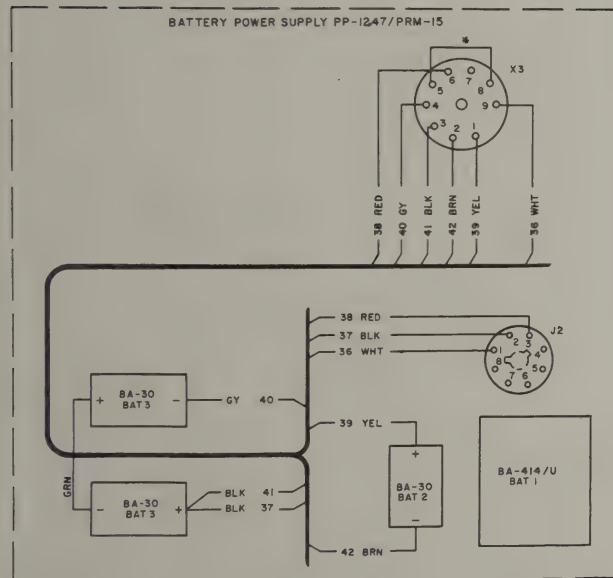 BATTERY POWER SUPPLY PP-1247/PRM-15
*
X3
6 7
5 8
4 9
3 2 1
38 RED
40 GY
41 BLK
42 BRN
39 YEL
36 WHT
38 RED
37 BLK
36 WHT
J2
2 3
1 4
8 5
7 6
+ BA-30 -
BAT 3
GY 40
39 YEL
GRN
- BA-30 +
BAT 3
BLK 41
BLK 37
+
BA-30
BAT 2
-
BA-414/U
BAT 1
42 BRN